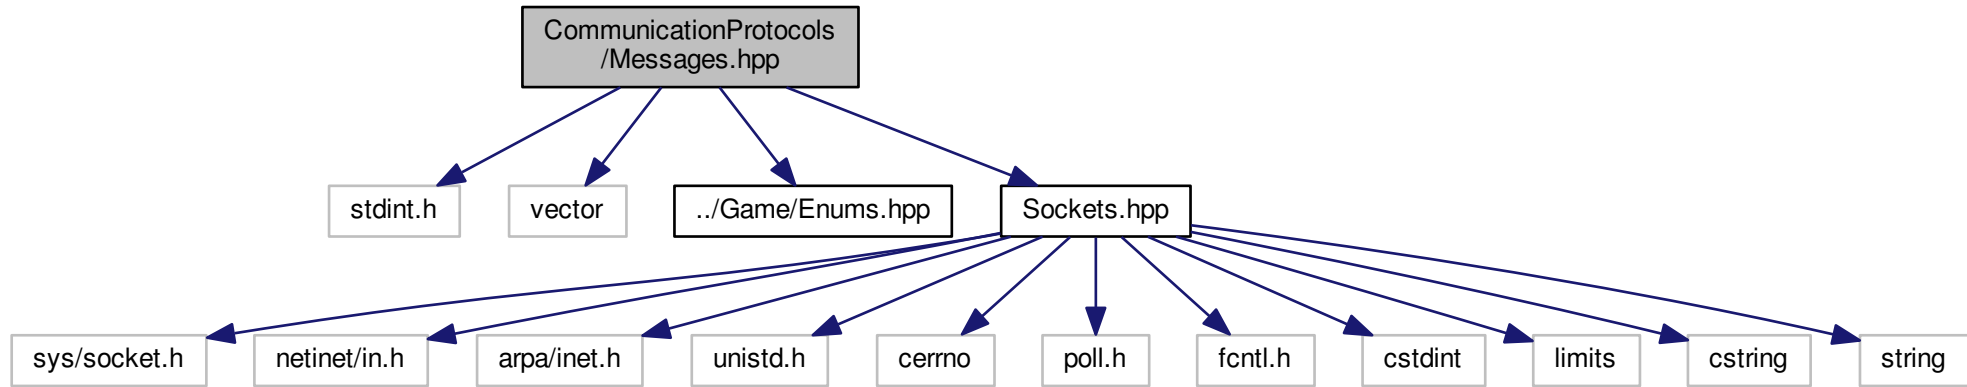 CommunicationProtocols
/Messages.hpp
stdint.h
vector
../Game/Enums.hpp
Sockets.hpp
sys/socket.h
netinet/in.h
arpa/inet.h
unistd.h
cerrno
poll.h
fcntl.h
cstdint
limits
cstring
string